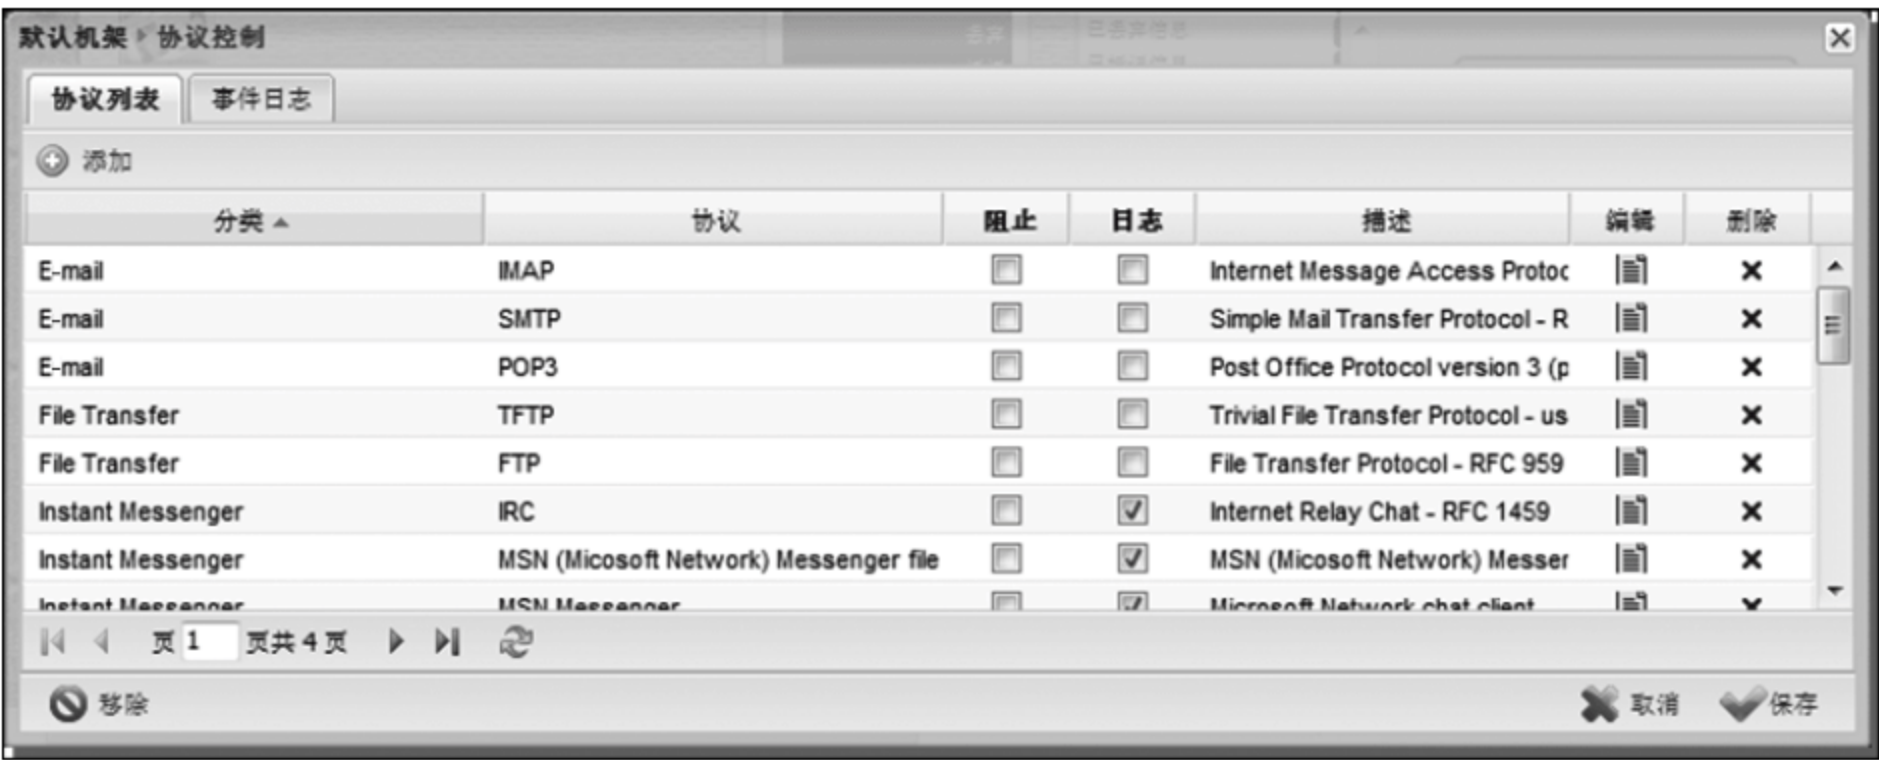 默认机架 协议控制
协议列表 事件日志
添加
分类 协议 阻止 日志 描述 编辑 删除
E-mail IMAP Internet Message Access Protoc
E-mail SMTP Simple Mail Transfer Protocol - R
E-mail POP3 Post Office Protocol version 3 (p
File Transfer TFTP Trivial File Transfer Protocol - us
File Transfer FTP File Transfer Protocol - RFC 959
Instant Messenger IRC Internet Relay Chat - RFC 1459
Instant Messenger MSN (Micosoft Network) Messenger file MSN (Micosoft Network) Messer
Instant Messenger MSN Messenger Microsoft Network chat client
页 1 页共 4 页
移除 取消 保存